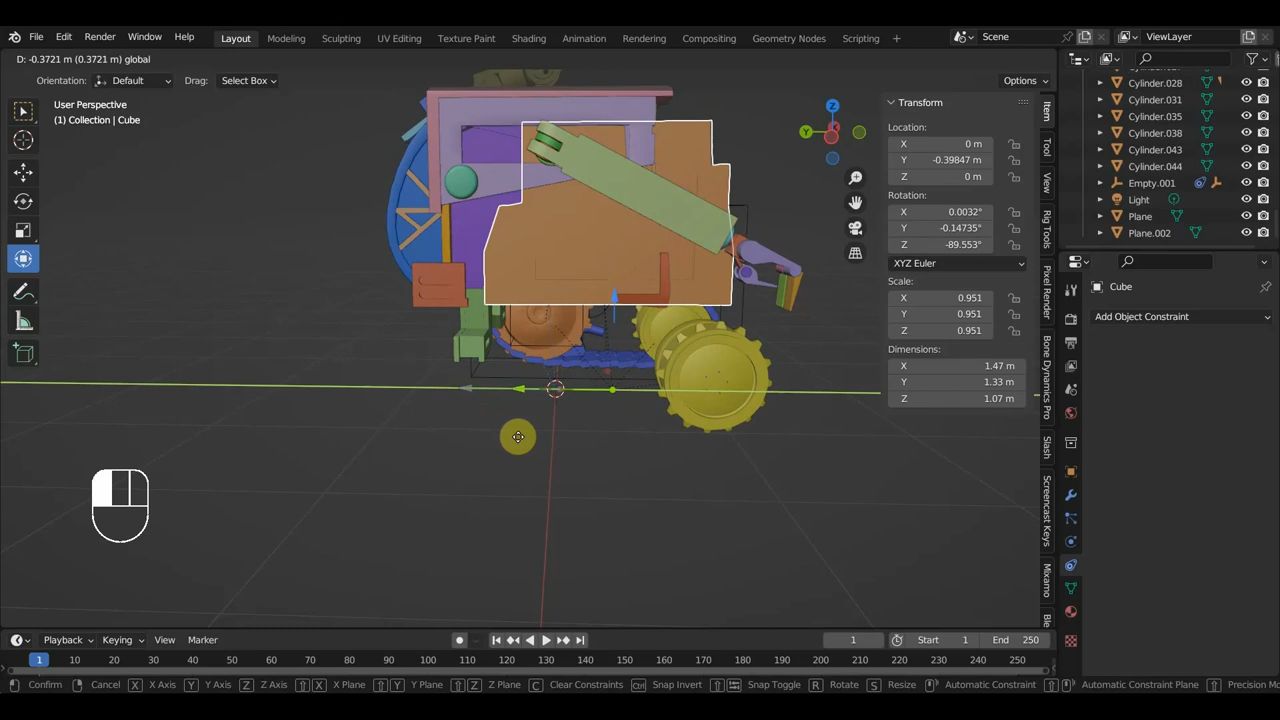 File Edit Render Window Help Layout Modeling Sculpting UV Editing Texture Paint Shading Animation Rendering Compositing Geometry Nodes Scripting + Scene ViewLayer
D: -0.3721 m (0.3721 m) global
Orientation: Default Drag: Select Box Options
User Perspective
(1) Collection | Cube
Z
Y
Transform
Location:
X 0 m
Y -0.39847 m
Z 0 m
Rotation:
X 0.0032°
Y -0.14735°
Z -89.553°
XYZ Euler
Scale:
X 0.951
Y 0.951
Z 0.951
Dimensions:
X 1.47 m
Y 1.33 m
Z 1.07 m
Item
Tool
View
Rig Tools
Pixel Render
Bone Dynamics Pro
Slash
Screencast Keys
Mixamo
Ble
Cylinder.028
Cylinder.031
Cylinder.035
Cylinder.038
Cylinder.043
Cylinder.044
Empty.001
Light
Plane
Plane.002
Cube
Add Object Constraint
Playback Keying View Marker 1 Start 1 End 250
1 10 20 30 40 50 60 70 80 90 100 110 120 130 140 150 160 170 180 190 200 210 220 230 240 250
Confirm Cancel X X Axis Y Y Axis Z Z Axis X X Plane Y Y Plane Z Z Plane C Clear Constraints Ctrl Snap Invert Snap Toggle R Rotate S Resize Automatic Constraint Automatic Constraint Plane Precision Mo